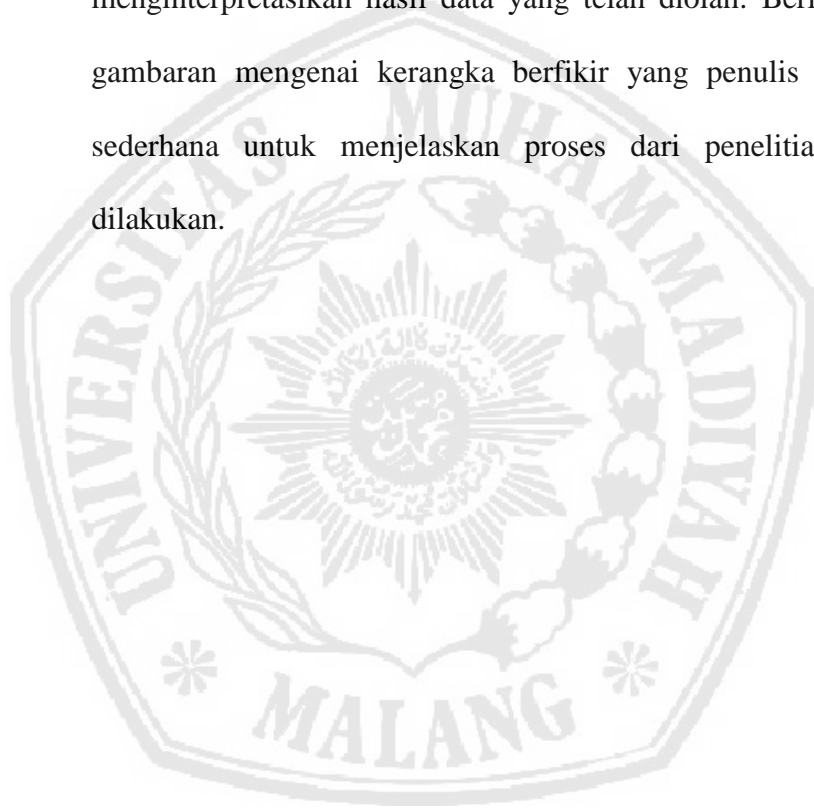 menginterpretasikan hasil data yang telah diolah. Beri
gambaran mengenai kerangka berfikir yang penulis
sederhana untuk menjelaskan proses dari penelitia
dilakukan.
UNIVERSITAS MUHAMMADIYAH
MALANG